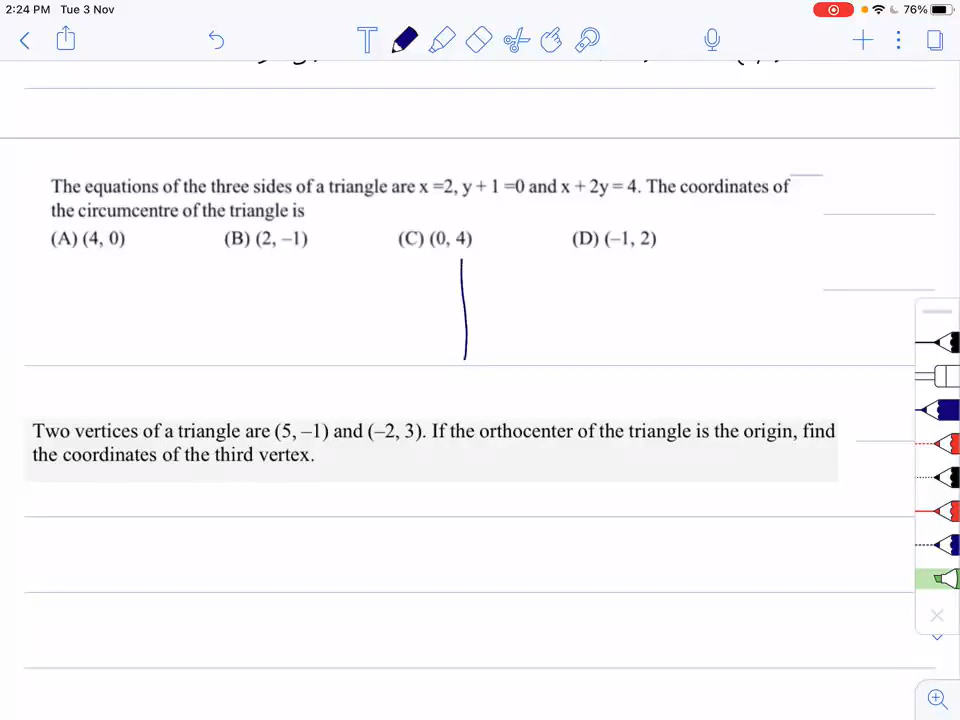 2:24 PM Tue 3 Nov
76%
The equations of the three sides of a triangle are x =2, y + 1 =0 and x + 2y = 4. The coordinates of
the circumcentre of the triangle is
(A) (4, 0) (B) (2, –1) (C) (0, 4) (D) (–1, 2)
Two vertices of a triangle are (5, –1) and (–2, 3). If the orthocenter of the triangle is the origin, find
the coordinates of the third vertex.